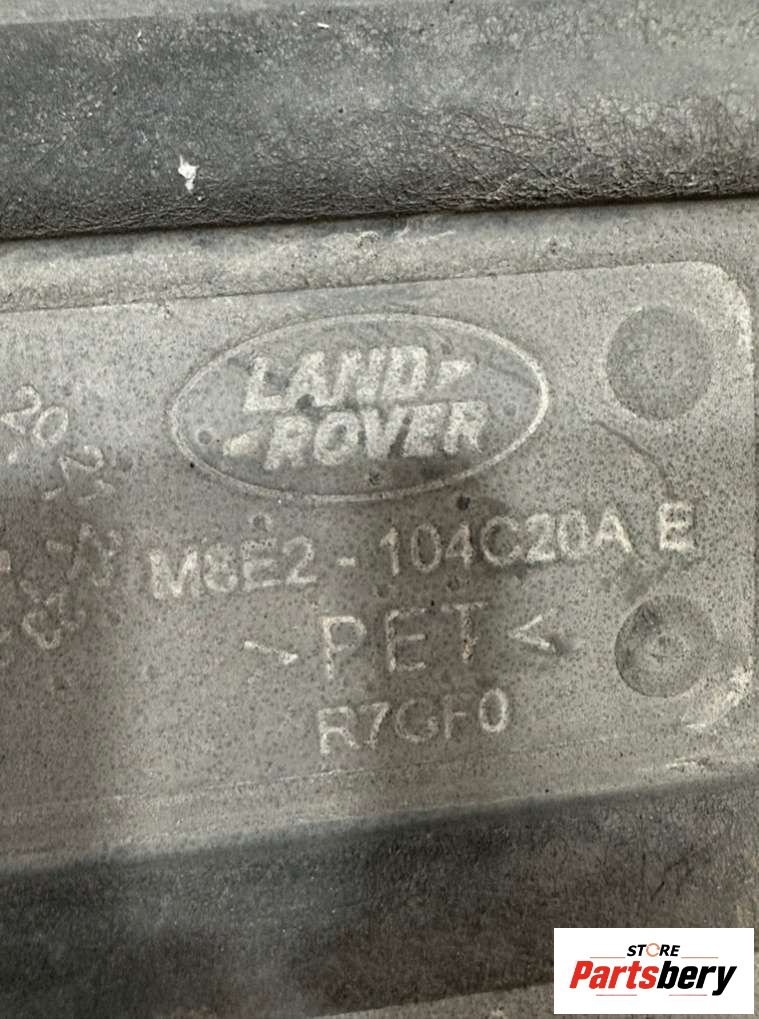 LAND
ROVER
M8E2 - 104C20A E
>PET<
R7GF0
STORE
Partsbery